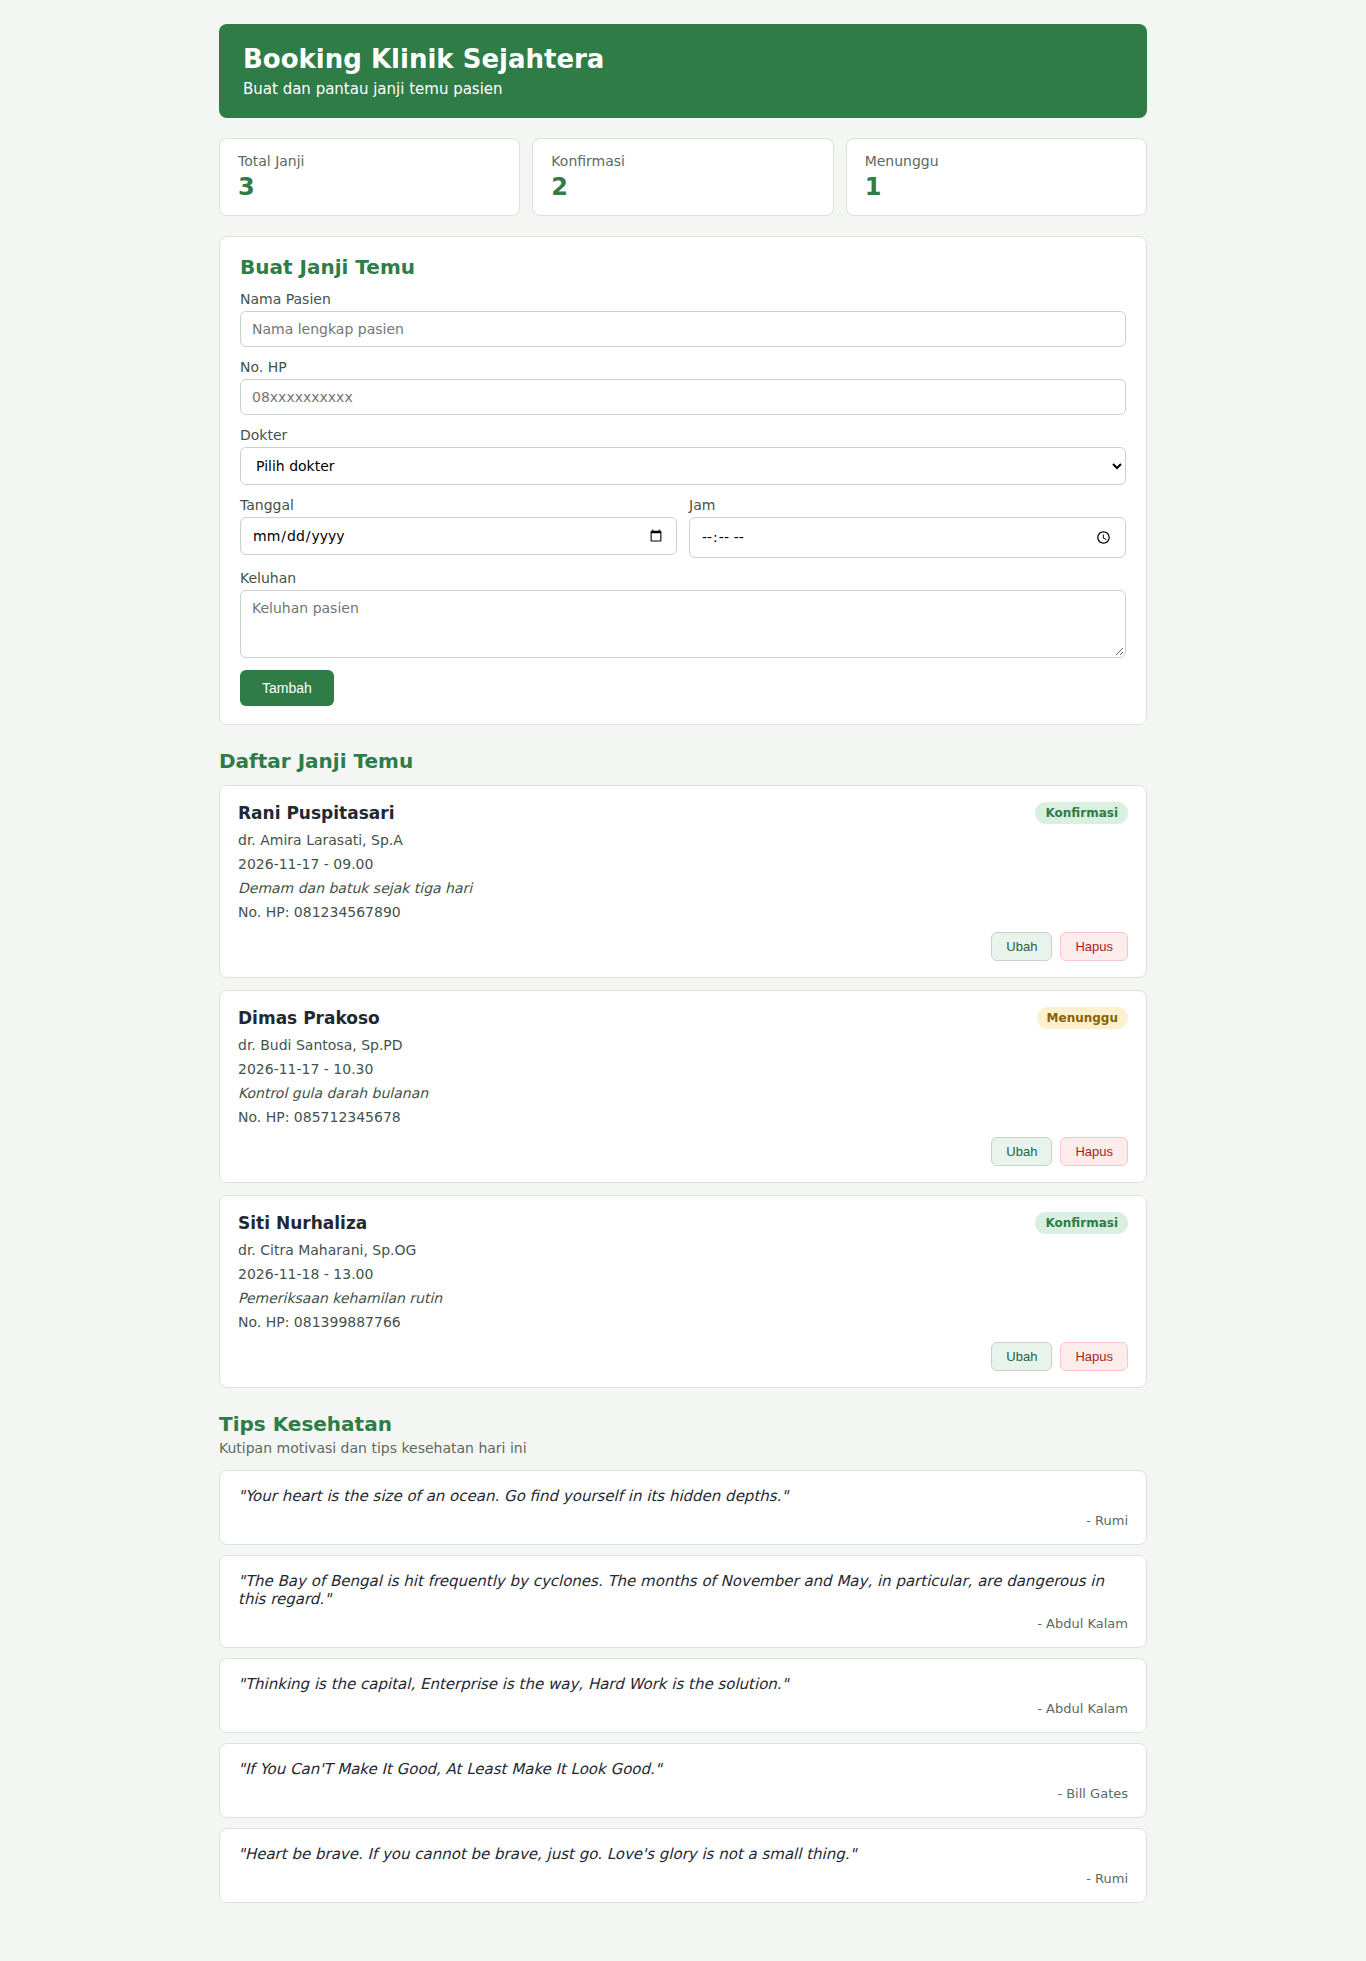 Booking Klinik Sejahtera
Buat dan pantau janji temu pasien
Total Janji
3
Konfirmasi
2
Menunggu
1
Buat Janji Temu
Nama Pasien
Nama lengkap pasien
No. HP
08xxxxxxxxxx
Dokter
Pilih dokter
Tanggal
Jam
mm/dd/yyyy
--:-- --
Keluhan
Keluhan pasien
Tambah
Daftar Janji Temu
Rani Puspitasari
Konfirmasi
dr. Amira Larasati, Sp.A
2026-11-17 - 09.00
Demam dan batuk sejak tiga hari
No. HP: 081234567890
Ubah
Hapus
Dimas Prakoso
Menunggu
dr. Budi Santosa, Sp.PD
2026-11-17 - 10.30
Kontrol gula darah bulanan
No. HP: 085712345678
Ubah
Hapus
Siti Nurhaliza
Konfirmasi
dr. Citra Maharani, Sp.OG
2026-11-18 - 13.00
Pemeriksaan kehamilan rutin
No. HP: 081399887766
Ubah
Hapus
Tips Kesehatan
Kutipan motivasi dan tips kesehatan hari ini
"Your heart is the size of an ocean. Go find yourself in its hidden depths."
- Rumi
"The Bay of Bengal is hit frequently by cyclones. The months of November and May, in particular, are dangerous in
this regard."
- Abdul Kalam
"Thinking is the capital, Enterprise is the way, Hard Work is the solution."
- Abdul Kalam
"If You Can'T Make It Good, At Least Make It Look Good."
- Bill Gates
"Heart be brave. If you cannot be brave, just go. Love's glory is not a small thing."
- Rumi